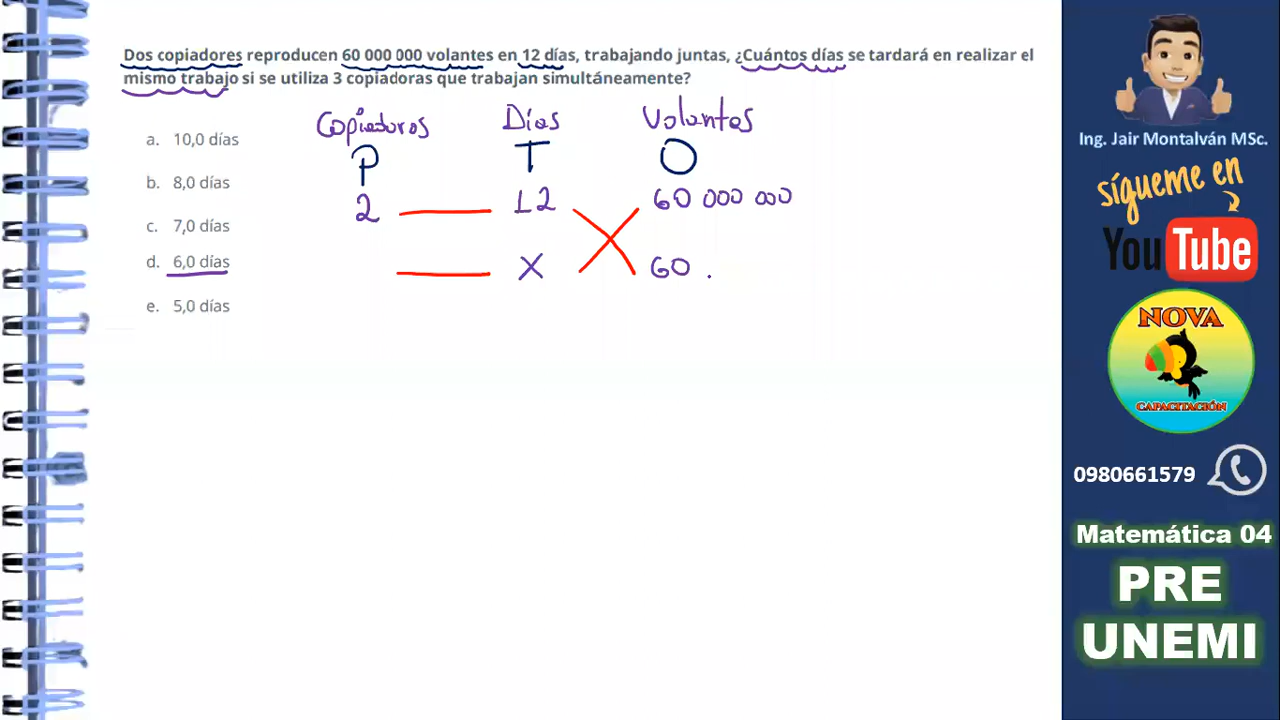 Dos copiadores reproducen 60 000 000 volantes en 12 días, trabajando juntas, ¿Cuántos días se tardará en realizar el
mismo trabajo si se utiliza 3 copiadoras que trabajan simultáneamente?
a. 10,0 días
b. 8,0 días
c. 7,0 días
d. 6,0 días
e. 5,0 días
Copiadoras Días Volantes
P T O
2 12 60 000 000
x 60 .
Ing. Jair Montalván MSc.
sígueme en
YouTube
NOVA
CAPACITACIÓN
0980661579
Matemática 04
PRE
UNEMI